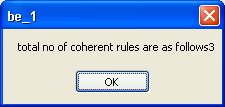 be_1
total no of coherent rules are as follows3
OK